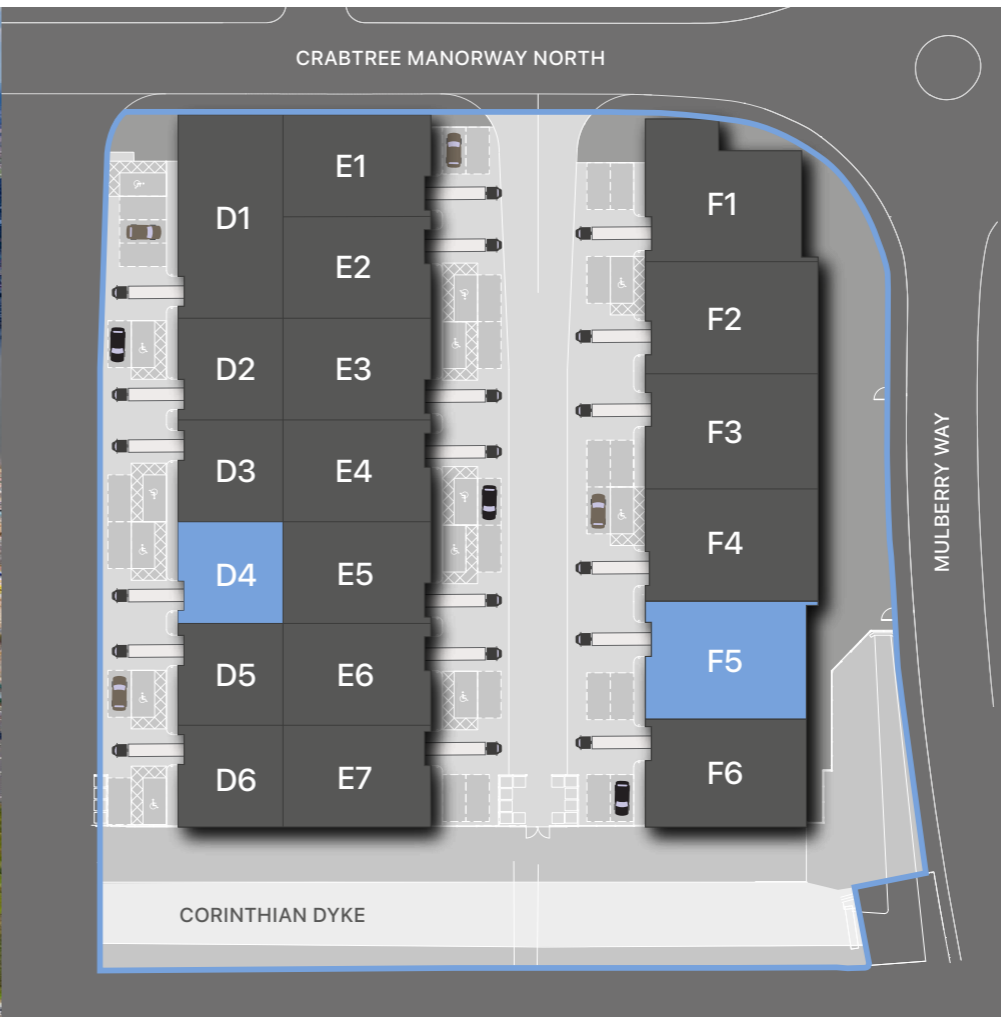 CRABTREE MANORWAY NORTH
D1
E1
E2
D2
E3
D3
E4
D4
E5
D5
E6
D6
E7
F1
F2
F3
F4
F5
F6
MULBERRY WAY
CORINTHIAN DYKE